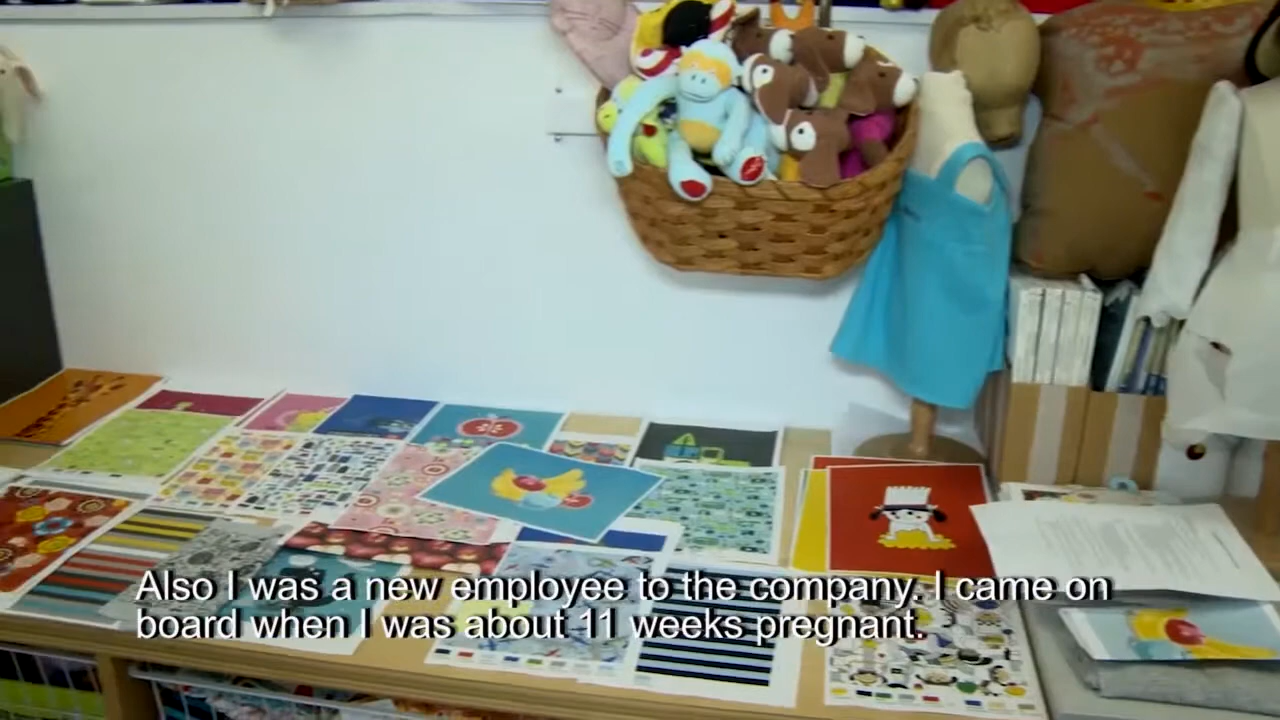 Also I was a new employee to the company. I came on
board when I was about 11 weeks pregnant.